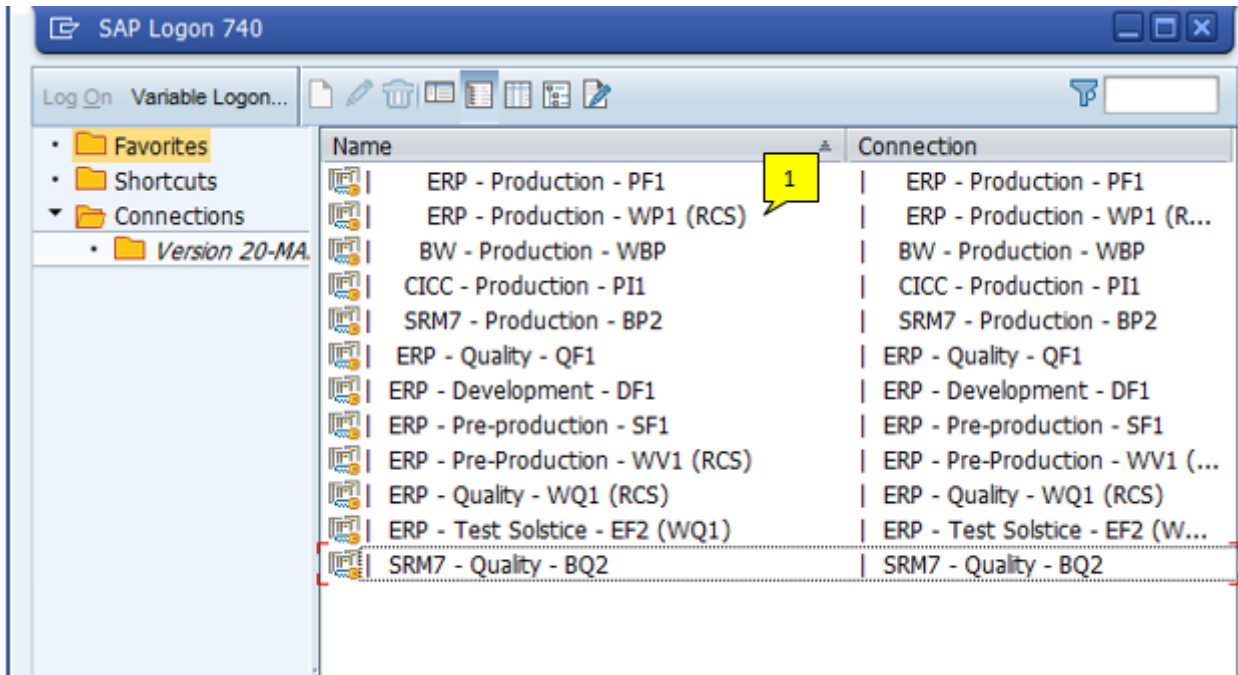 SAP Logon 740
Log On Variable Logon...
Favorites
Shortcuts
Connections
Version 20-MA.
Name Connection
1
| ERP - Production - PF1 | ERP - Production - PF1
| ERP - Production - WP1 (RCS) | ERP - Production - WP1 (R...
| BW - Production - WBP | BW - Production - WBP
| CICC - Production - PI1 | CICC - Production - PI1
| SRM7 - Production - BP2 | SRM7 - Production - BP2
| ERP - Quality - QF1 | ERP - Quality - QF1
| ERP - Development - DF1 | ERP - Development - DF1
| ERP - Pre-production - SF1 | ERP - Pre-production - SF1
| ERP - Pre-Production - WV1 (RCS) | ERP - Pre-Production - WV1 (...
| ERP - Quality - WQ1 (RCS) | ERP - Quality - WQ1 (RCS)
| ERP - Test Solstice - EF2 (WQ1) | ERP - Test Solstice - EF2 (W...
| SRM7 - Quality - BQ2 | SRM7 - Quality - BQ2